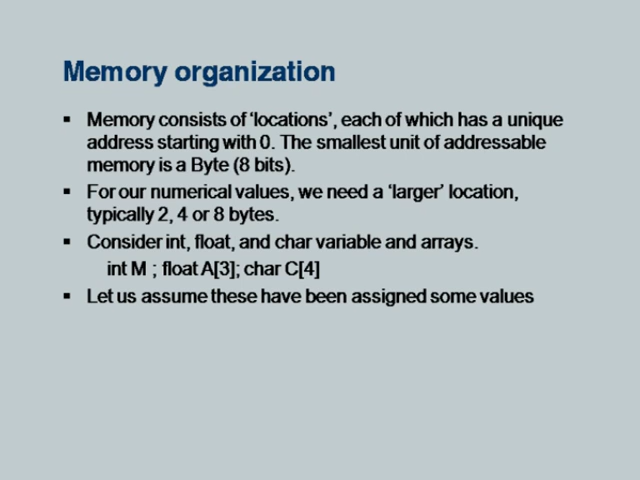 Memory organization
▪ Memory consists of ‘locations’, each of which has a unique
address starting with 0. The smallest unit of addressable
memory is a Byte (8 bits).
▪ For our numerical values, we need a ‘larger’ location,
typically 2, 4 or 8 bytes.
▪ Consider int, float, and char variable and arrays.
int M ; float A[3]; char C[4]
▪ Let us assume these have been assigned some values